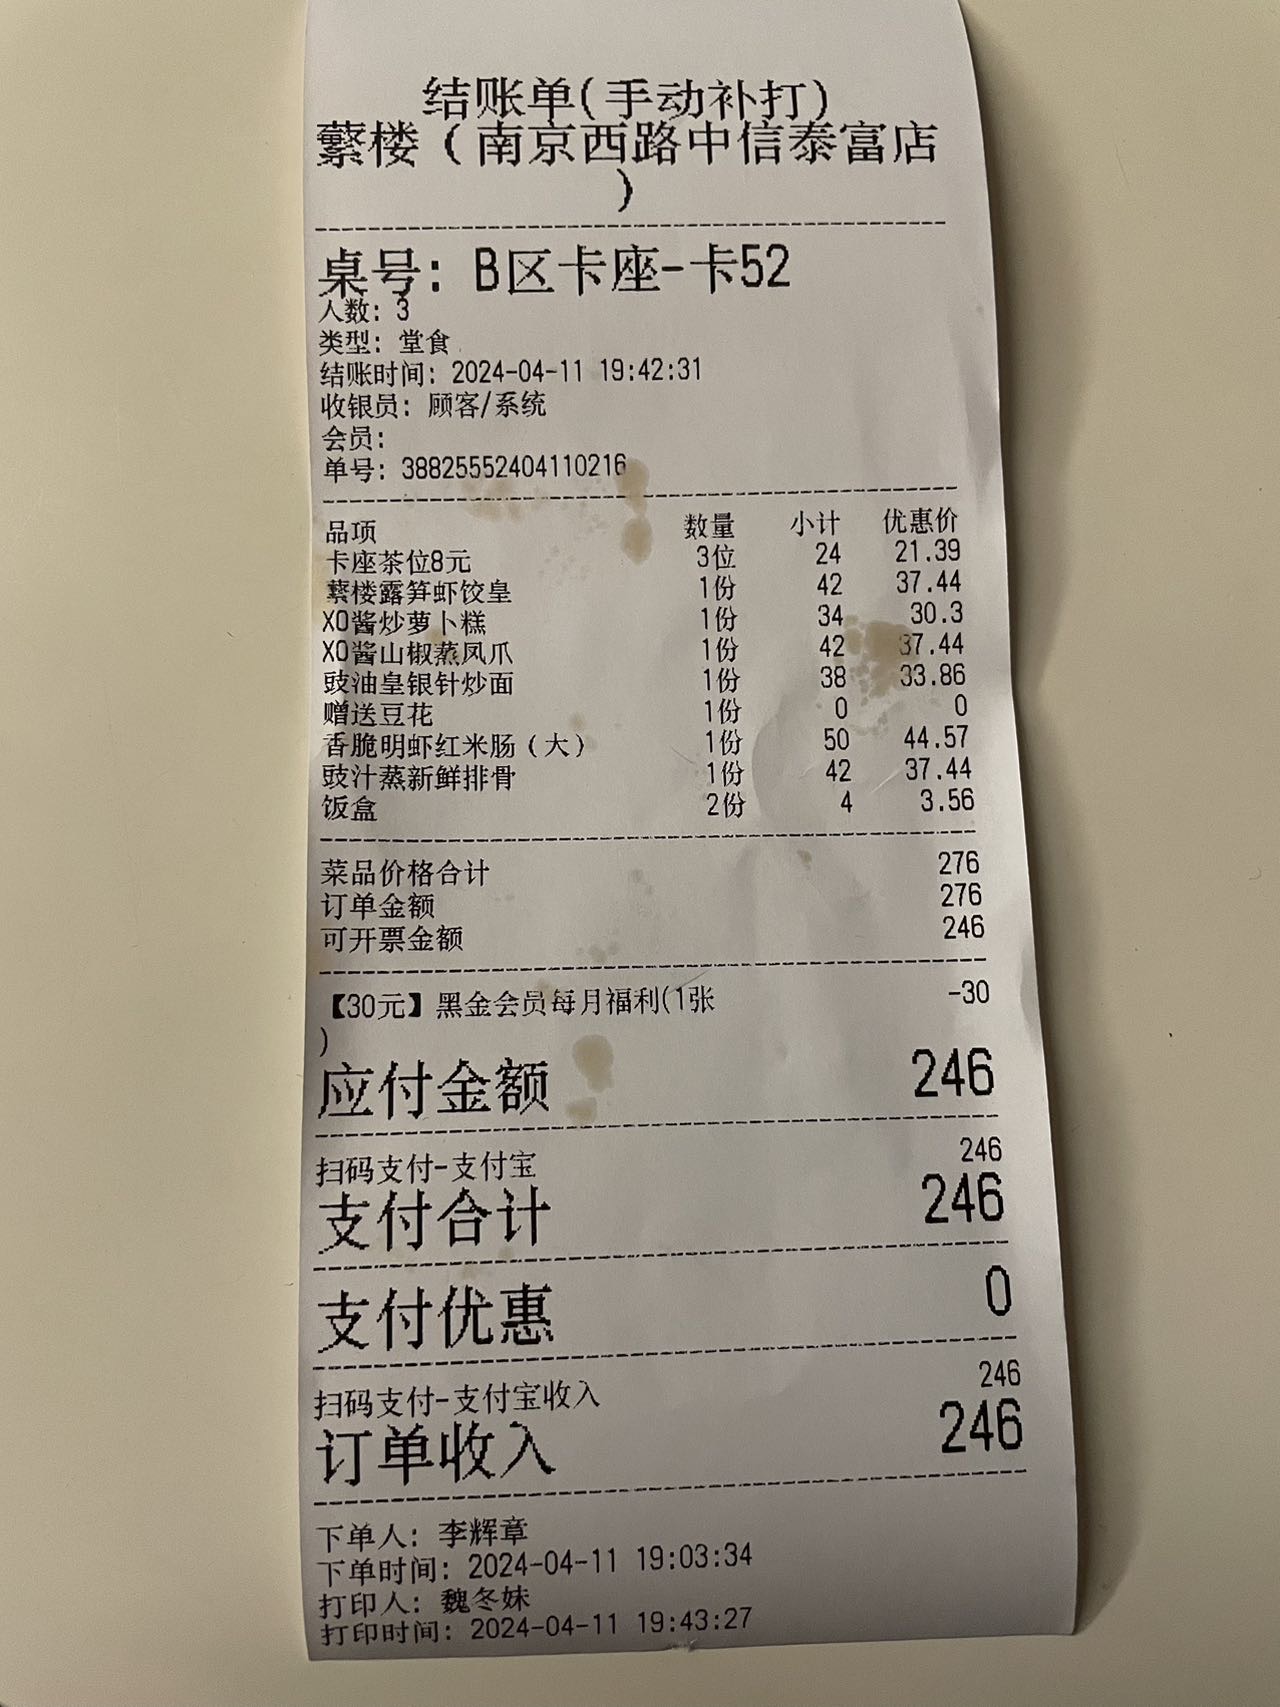 结账单(手动补打)
蘩楼（南京西路中信泰富店
）
桌号: B区卡座-卡52
人数: 3
类型: 堂食
结账时间: 2024-04-11 19:42:31
收银员: 顾客/系统
会员:
单号: 38825552404110216
品项 数量 小计 优惠价
卡座茶位8元 3位 24 21.39
蘩楼露笋虾饺皇 1份 42 37.44
XO酱炒萝卜糕 1份 34 30.3
XO酱山椒蒸凤爪 1份 42 37.44
豉油皇银针炒面 1份 38 33.86
赠送豆花 1份 0 0
香脆明虾红米肠（大） 1份 50 44.57
豉汁蒸新鲜排骨 1份 42 37.44
饭盒 2份 4 3.56
菜品价格合计 276
订单金额 276
可开票金额 246
【30元】黑金会员每月福利(1张 -30
)
应付金额 246
扫码支付-支付宝 246
支付合计 246
支付优惠 0
扫码支付-支付宝收入 246
订单收入 246
下单人: 李辉章
下单时间: 2024-04-11 19:03:34
打印人: 魏冬妹
打印时间: 2024-04-11 19:43:27